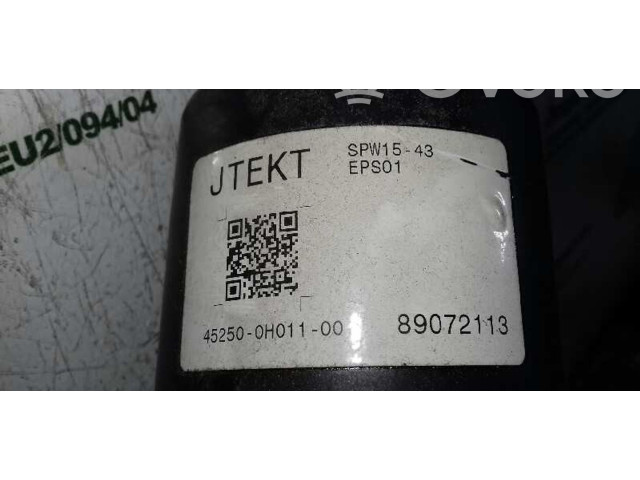 EU2/094/04
JTEKT
SPW15-43
EPS01
45250-0H011-00
89072113